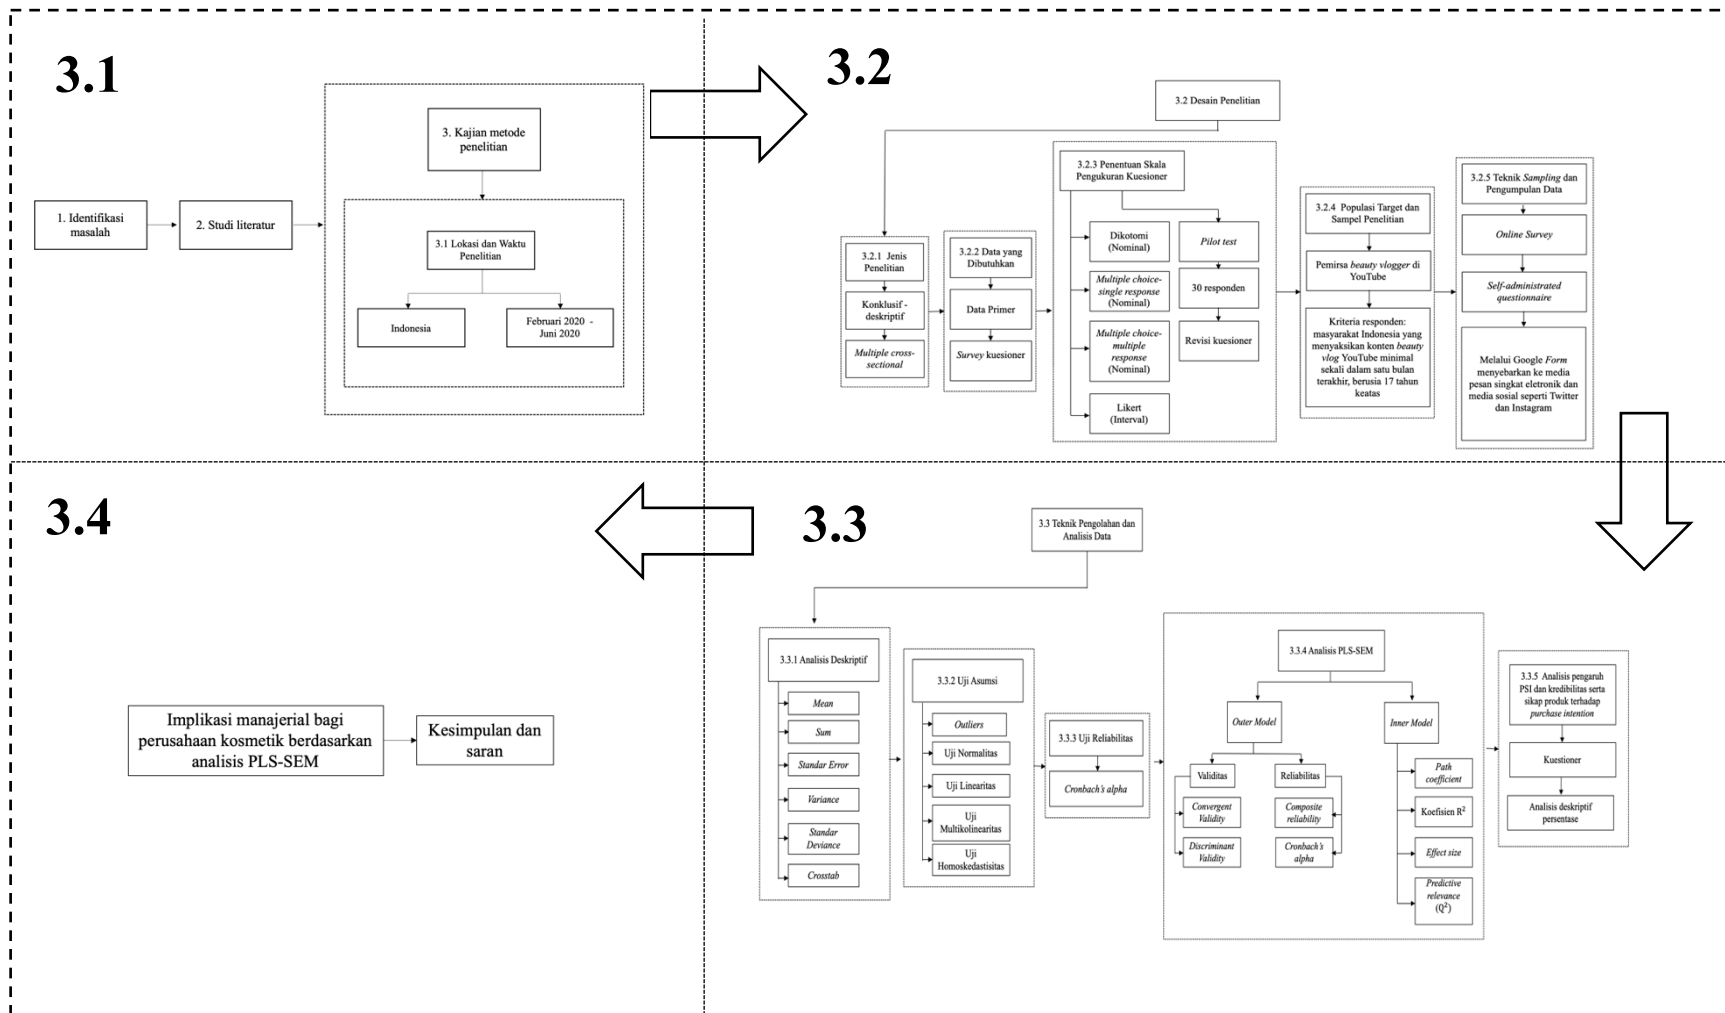 3.1
1. Identifikasi
masalah
2. Studi literatur
3. Kajian metode
penelitian
3.1 Lokasi dan Waktu
Penelitian
Indonesia
Februari 2020 -
Juni 2020
3.2
3.2 Desain Penelitian
3.2.1 Jenis
Penelitian
Konklusif -
deskriptif
Multiple cross-
sectional
3.2.2 Data yang
Dibutuhkan
Data Primer
Survey kuesioner
3.2.3 Penentuan Skala
Pengukuran Kuesioner
Dikotomi
(Nominal)
Multiple choice-
single response
(Nominal)
Multiple choice-
multiple
response
(Nominal)
Likert
(Interval)
Pilot test
30 responden
Revisi kuesioner
3.2.4 Populasi Target dan
Sampel Penelitian
Pemirsa beauty vlogger di
YouTube
Kriteria responden:
masyarakat Indonesia yang
menyaksikan konten beauty
vlog YouTube minimal
sekali dalam satu bulan
terakhir, berusia 17 tahun
keatas
3.2.5 Teknik Sampling dan
Pengumpulan Data
Online Survey
Self-administrated
questionnaire
Melalui Google Form
menyebarkan ke media
pesan singkat eletronik dan
media sosial seperti Twitter
dan Instagram
3.3
3.3 Teknik Pengolahan dan
Analisis Data
3.3.1 Analisis Deskriptif
Mean
Sum
Standar Error
Variance
Standar
Deviance
Crosstab
3.3.2 Uji Asumsi
Outliers
Uji Normalitas
Uji Linearitas
Uji
Multikolinearitas
Uji
Homoskedastisitas
3.3.3 Uji Reliabilitas
Cronbach's alpha
3.3.4 Analisis PLS-SEM
Outer Model
Validitas
Convergent
Validity
Discriminant
Validity
Reliabilitas
Composite
reliability
Cronbach's
alpha
Inner Model
Path
coefficient
Koefisien R²
Effect size
Predictive
relevance
(Q²)
3.3.5 Analisis pengaruh
PSI dan kredibilitas serta
sikap produk terhadap
purchase intention
Kuestioner
Analisis deskriptif
persentase
3.4
Implikasi manajerial bagi
perusahaan kosmetik berdasarkan
analisis PLS-SEM
Kesimpulan dan
saran